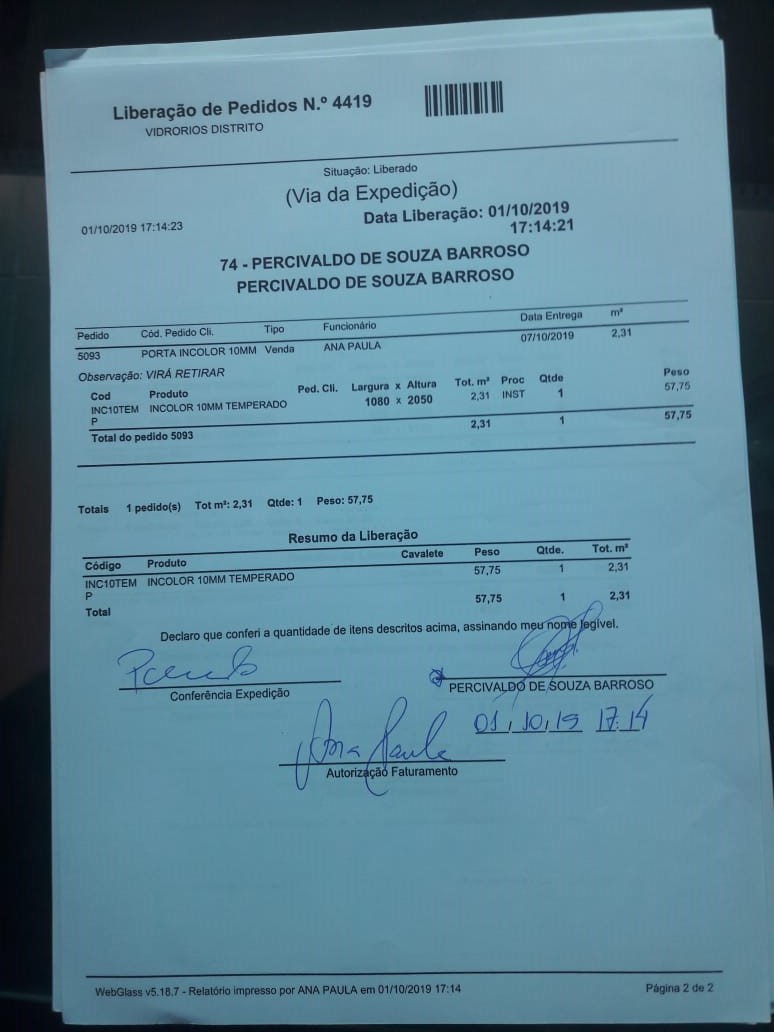 Liberação de Pedidos N.º 4419
VIDRORIOS DISTRITO
Situação: Liberado
(Via da Expedição)
01/10/2019 17:14:23
Data Liberação: 01/10/2019
17:14:21
74 - PERCIVALDO DE SOUZA BARROSO
PERCIVALDO DE SOUZA BARROSO
Pedido Cód. Pedido Cli. Tipo Funcionário Data Entrega m²
5093 PORTA INCOLOR 10MM Venda ANA PAULA 07/10/2019 2,31
Observação: VIRÁ RETIRAR
Cod Produto Ped. Cli. Largura x Altura Tot. m² Proc Qtde Peso
INC10TEM INCOLOR 10MM TEMPERADO 1080 x 2050 2,31 INST 1 57,75
P
Total do pedido 5093 2,31 1 57,75
Totais 1 pedido(s) Tot m²: 2,31 Qtde: 1 Peso: 57,75
Resumo da Liberação
Código Produto Cavalete Peso Qtde. Tot. m²
INC10TEM INCOLOR 10MM TEMPERADO 57,75 1 2,31
P
Total 57,75 1 2,31
Declaro que conferi a quantidade de itens descritos acima, assinando meu nome legível.
Conferência Expedição
PERCIVALDO DE SOUZA BARROSO
01, 10, 19 17:14
Ana Paula
Autorização Faturamento
WebGlass v5.18.7 - Relatório impresso por ANA PAULA em 01/10/2019 17:14 Página 2 de 2